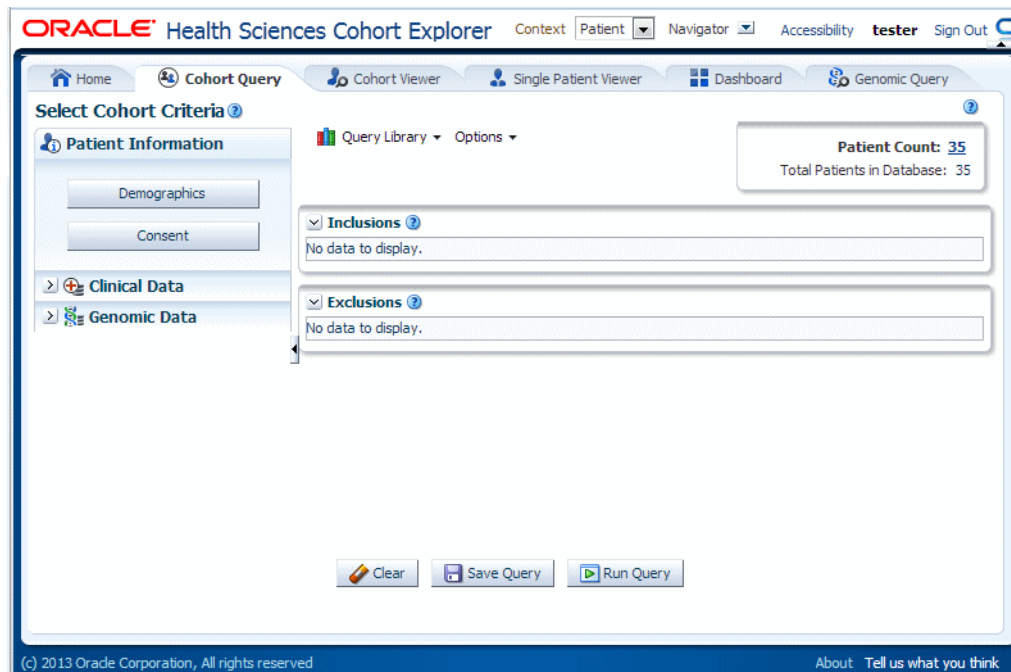 ORACLE® Health Sciences Cohort Explorer Context Patient Navigator Accessibility tester Sign Out
Home Cohort Query Cohort Viewer Single Patient Viewer Dashboard Genomic Query
Select Cohort Criteria
Patient Information
Demographics
Consent
Clinical Data
Genomic Data
Query Library Options
Patient Count: 35
Total Patients in Database: 35
Inclusions
No data to display.
Exclusions
No data to display.
Clear Save Query Run Query
(c) 2013 Oracle Corporation, All rights reserved About Tell us what you think